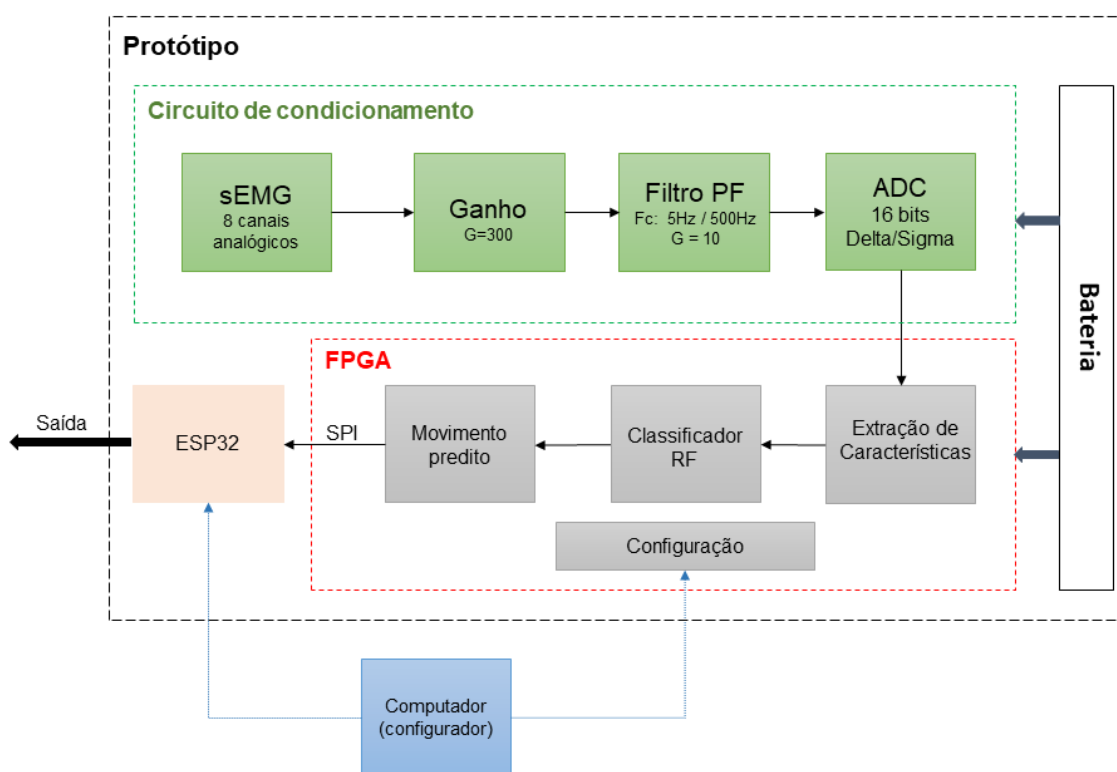 Protótipo
Circuito de condicionamento
sEMG
8 canais
analógicos
Ganho
G=300
Filtro PF
Fc: 5Hz / 500Hz
G = 10
ADC
16 bits
Delta/Sigma
Bateria
FPGA
Saída
ESP32
SPI
Movimento
predito
Classificador
RF
Extração de
Características
Configuração
Computador
(configurador)